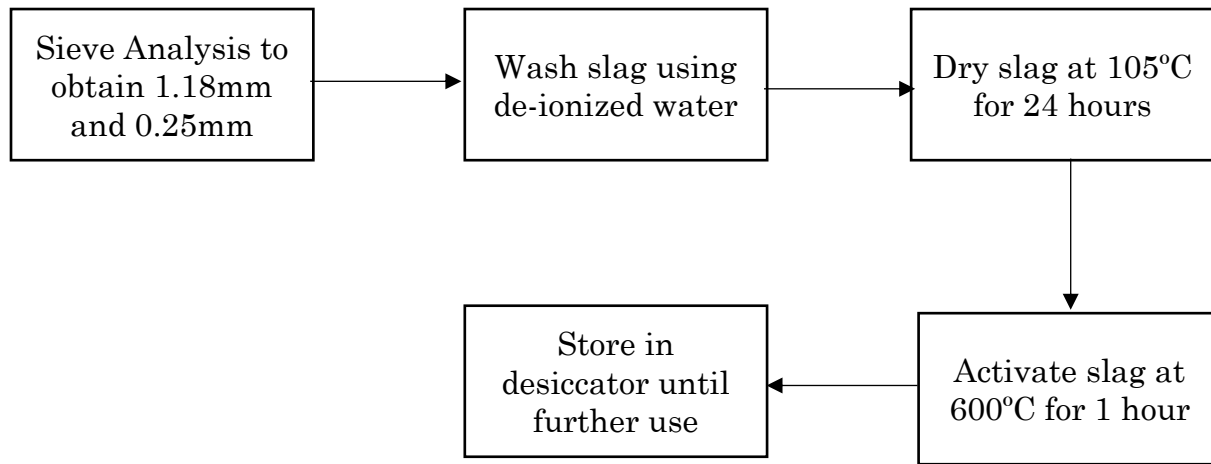 Sieve Analysis to
obtain 1.18mm
and 0.25mm
Wash slag using
de-ionized water
Dry slag at 105ºC
for 24 hours
Activate slag at
600ºC for 1 hour
Store in
desiccator until
further use